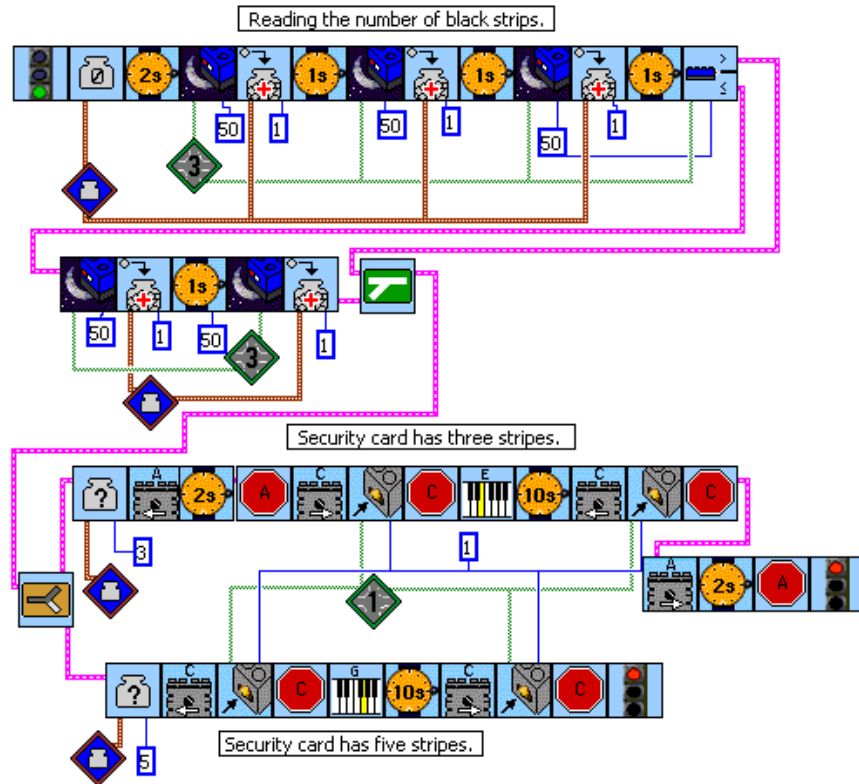 Reading the number of black strips.
0 2s 1s 1s 1s >
≤
50 1 50 1 50 1
3
1s
50 1 50 1
3
Security card has three stripes.
A C E C
? 2s A C 10s C
3 1
A
2s A
1
C G C
? C 10s C
5
Security card has five stripes.